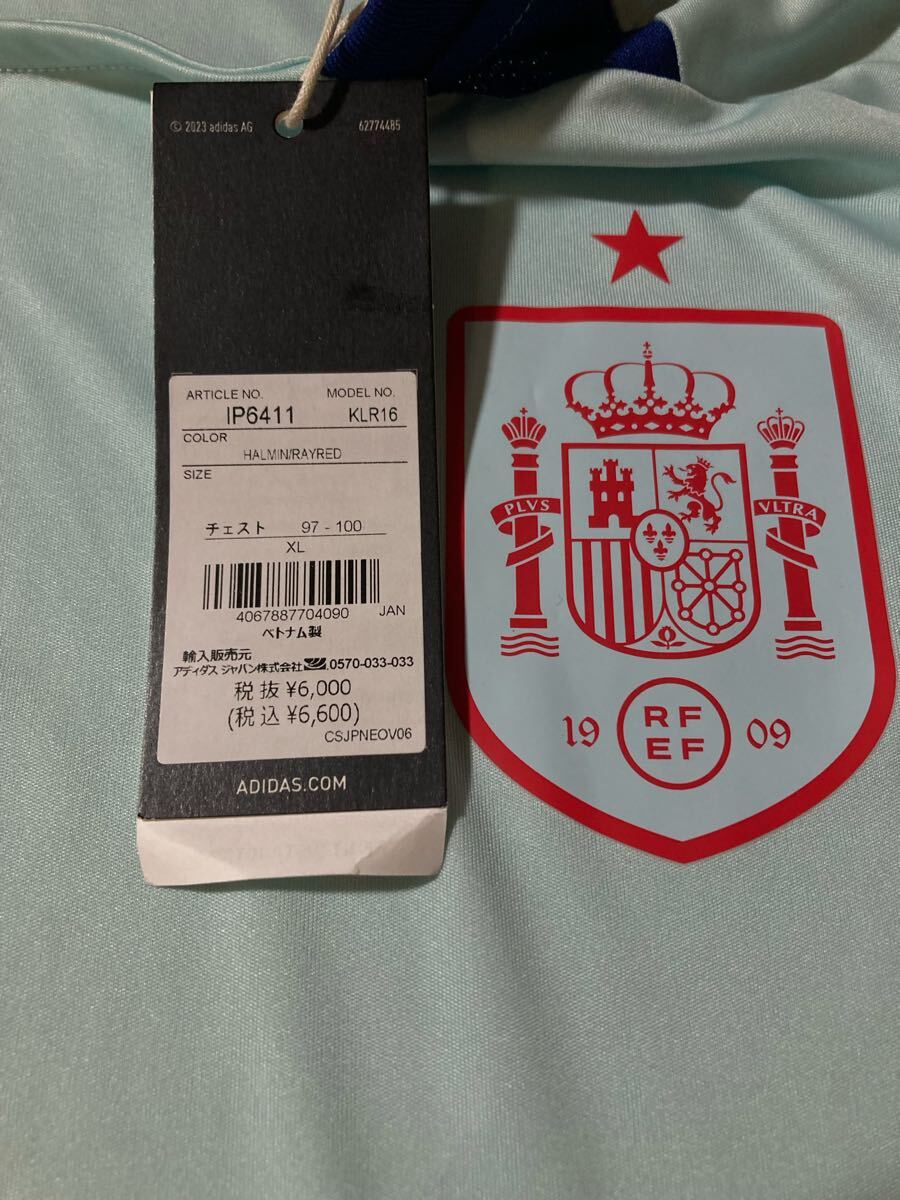 © 2023 adidas AG 62774485
ARTICLE NO. MODEL NO.
IP6411 KLR16
COLOR
HALMIN/RAYRED
SIZE
チェスト 97 - 100
XL
4067887704090 JAN
ベトナム製
輸入販売元
アディダス ジャパン株式会社 0570-033-033
税抜 ¥6,000
(税込 ¥6,600)
CSJPNEOV06
ADIDAS.COM
PLVS VLTRA
19 RF 09
EF